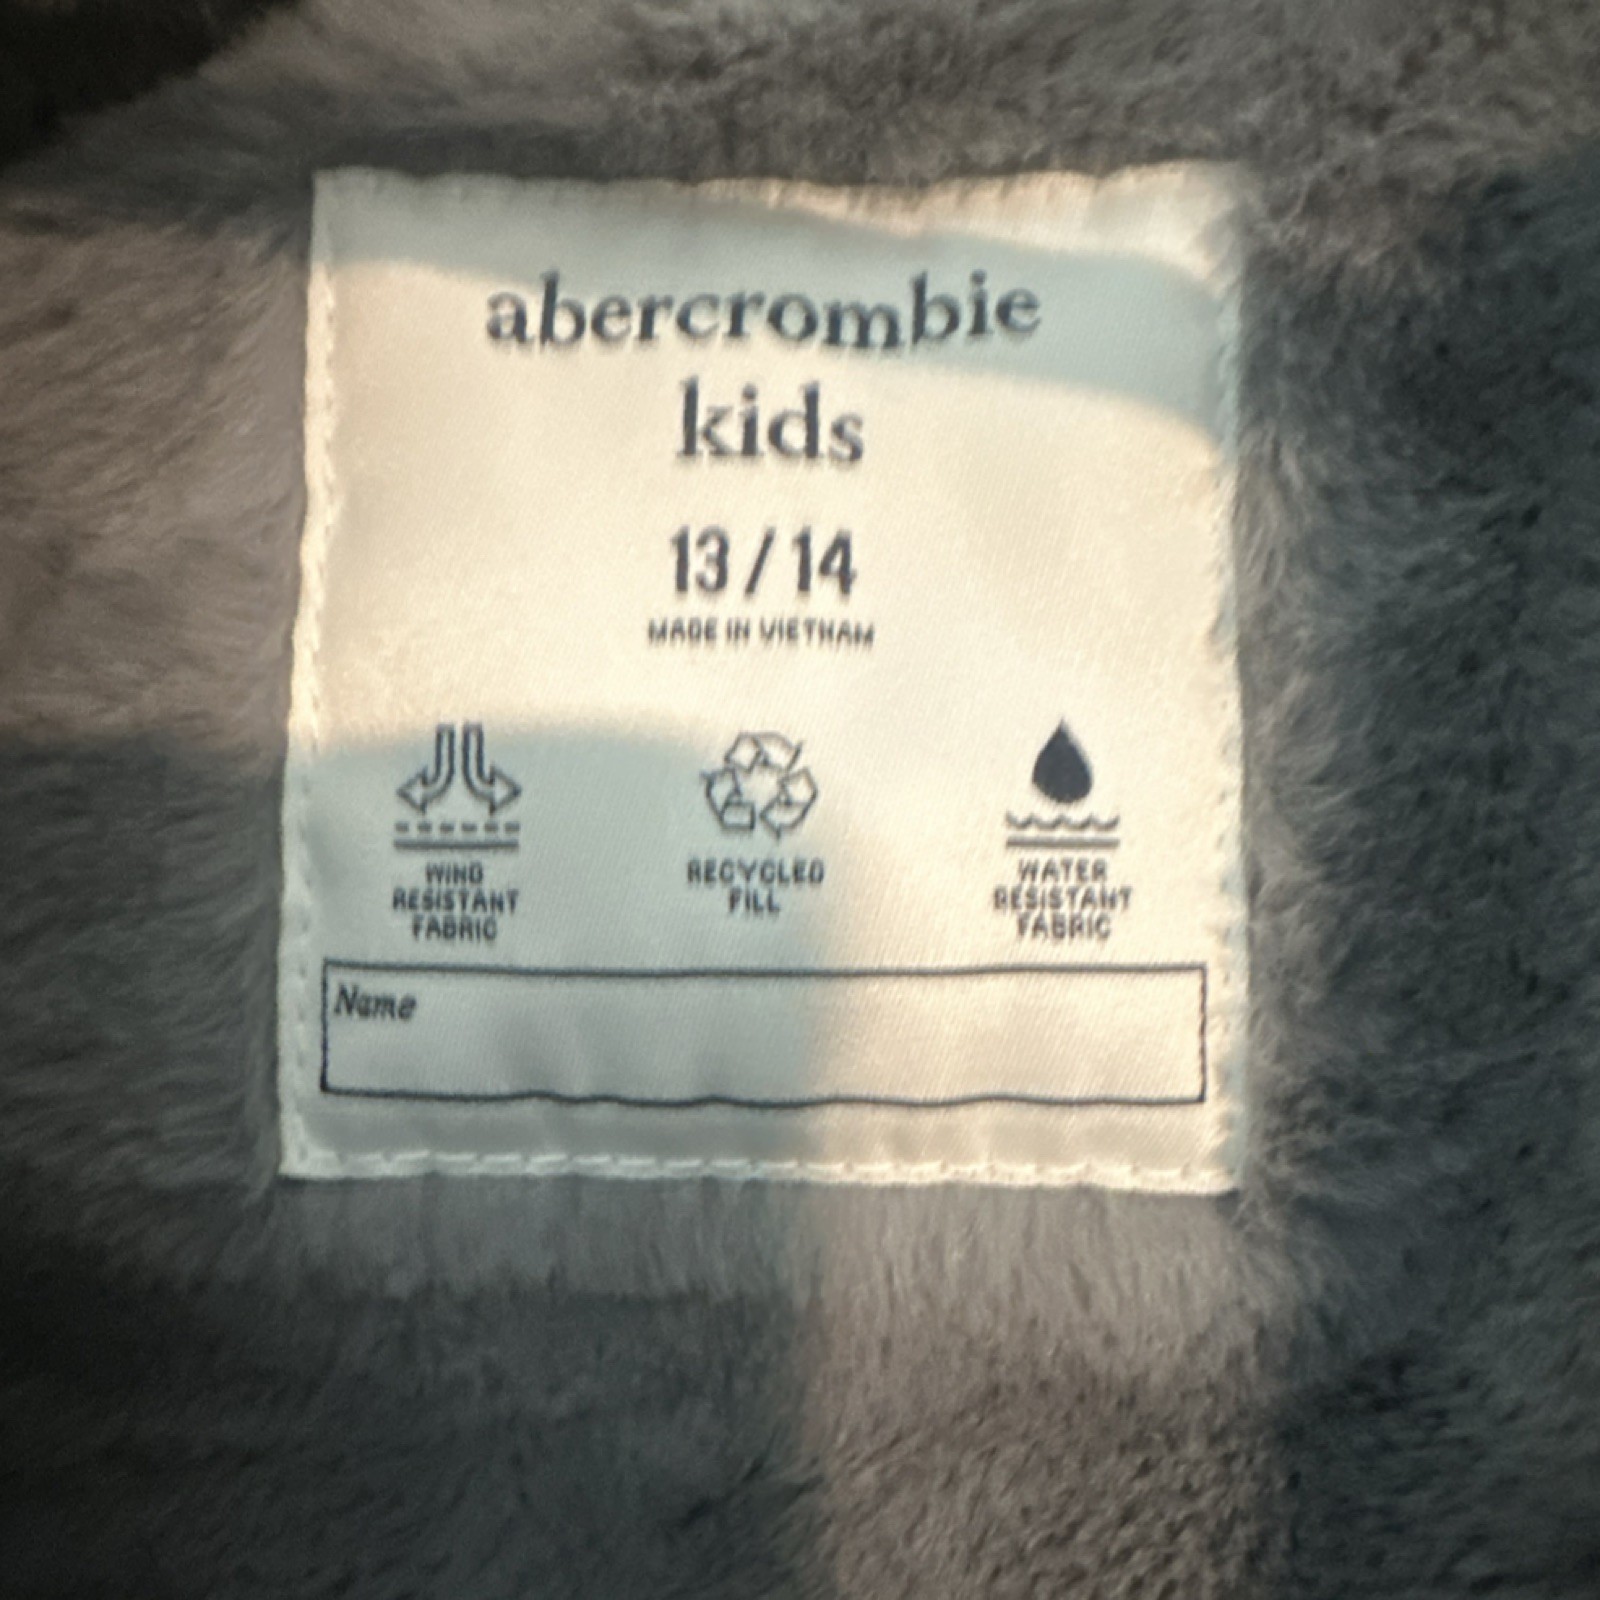 abercrombie
kids
13 / 14
MADE IN VIETNAM
WIND
RESISTANT
FABRIC
RECYCLED
FILL
WATER
RESISTANT
FABRIC
Name